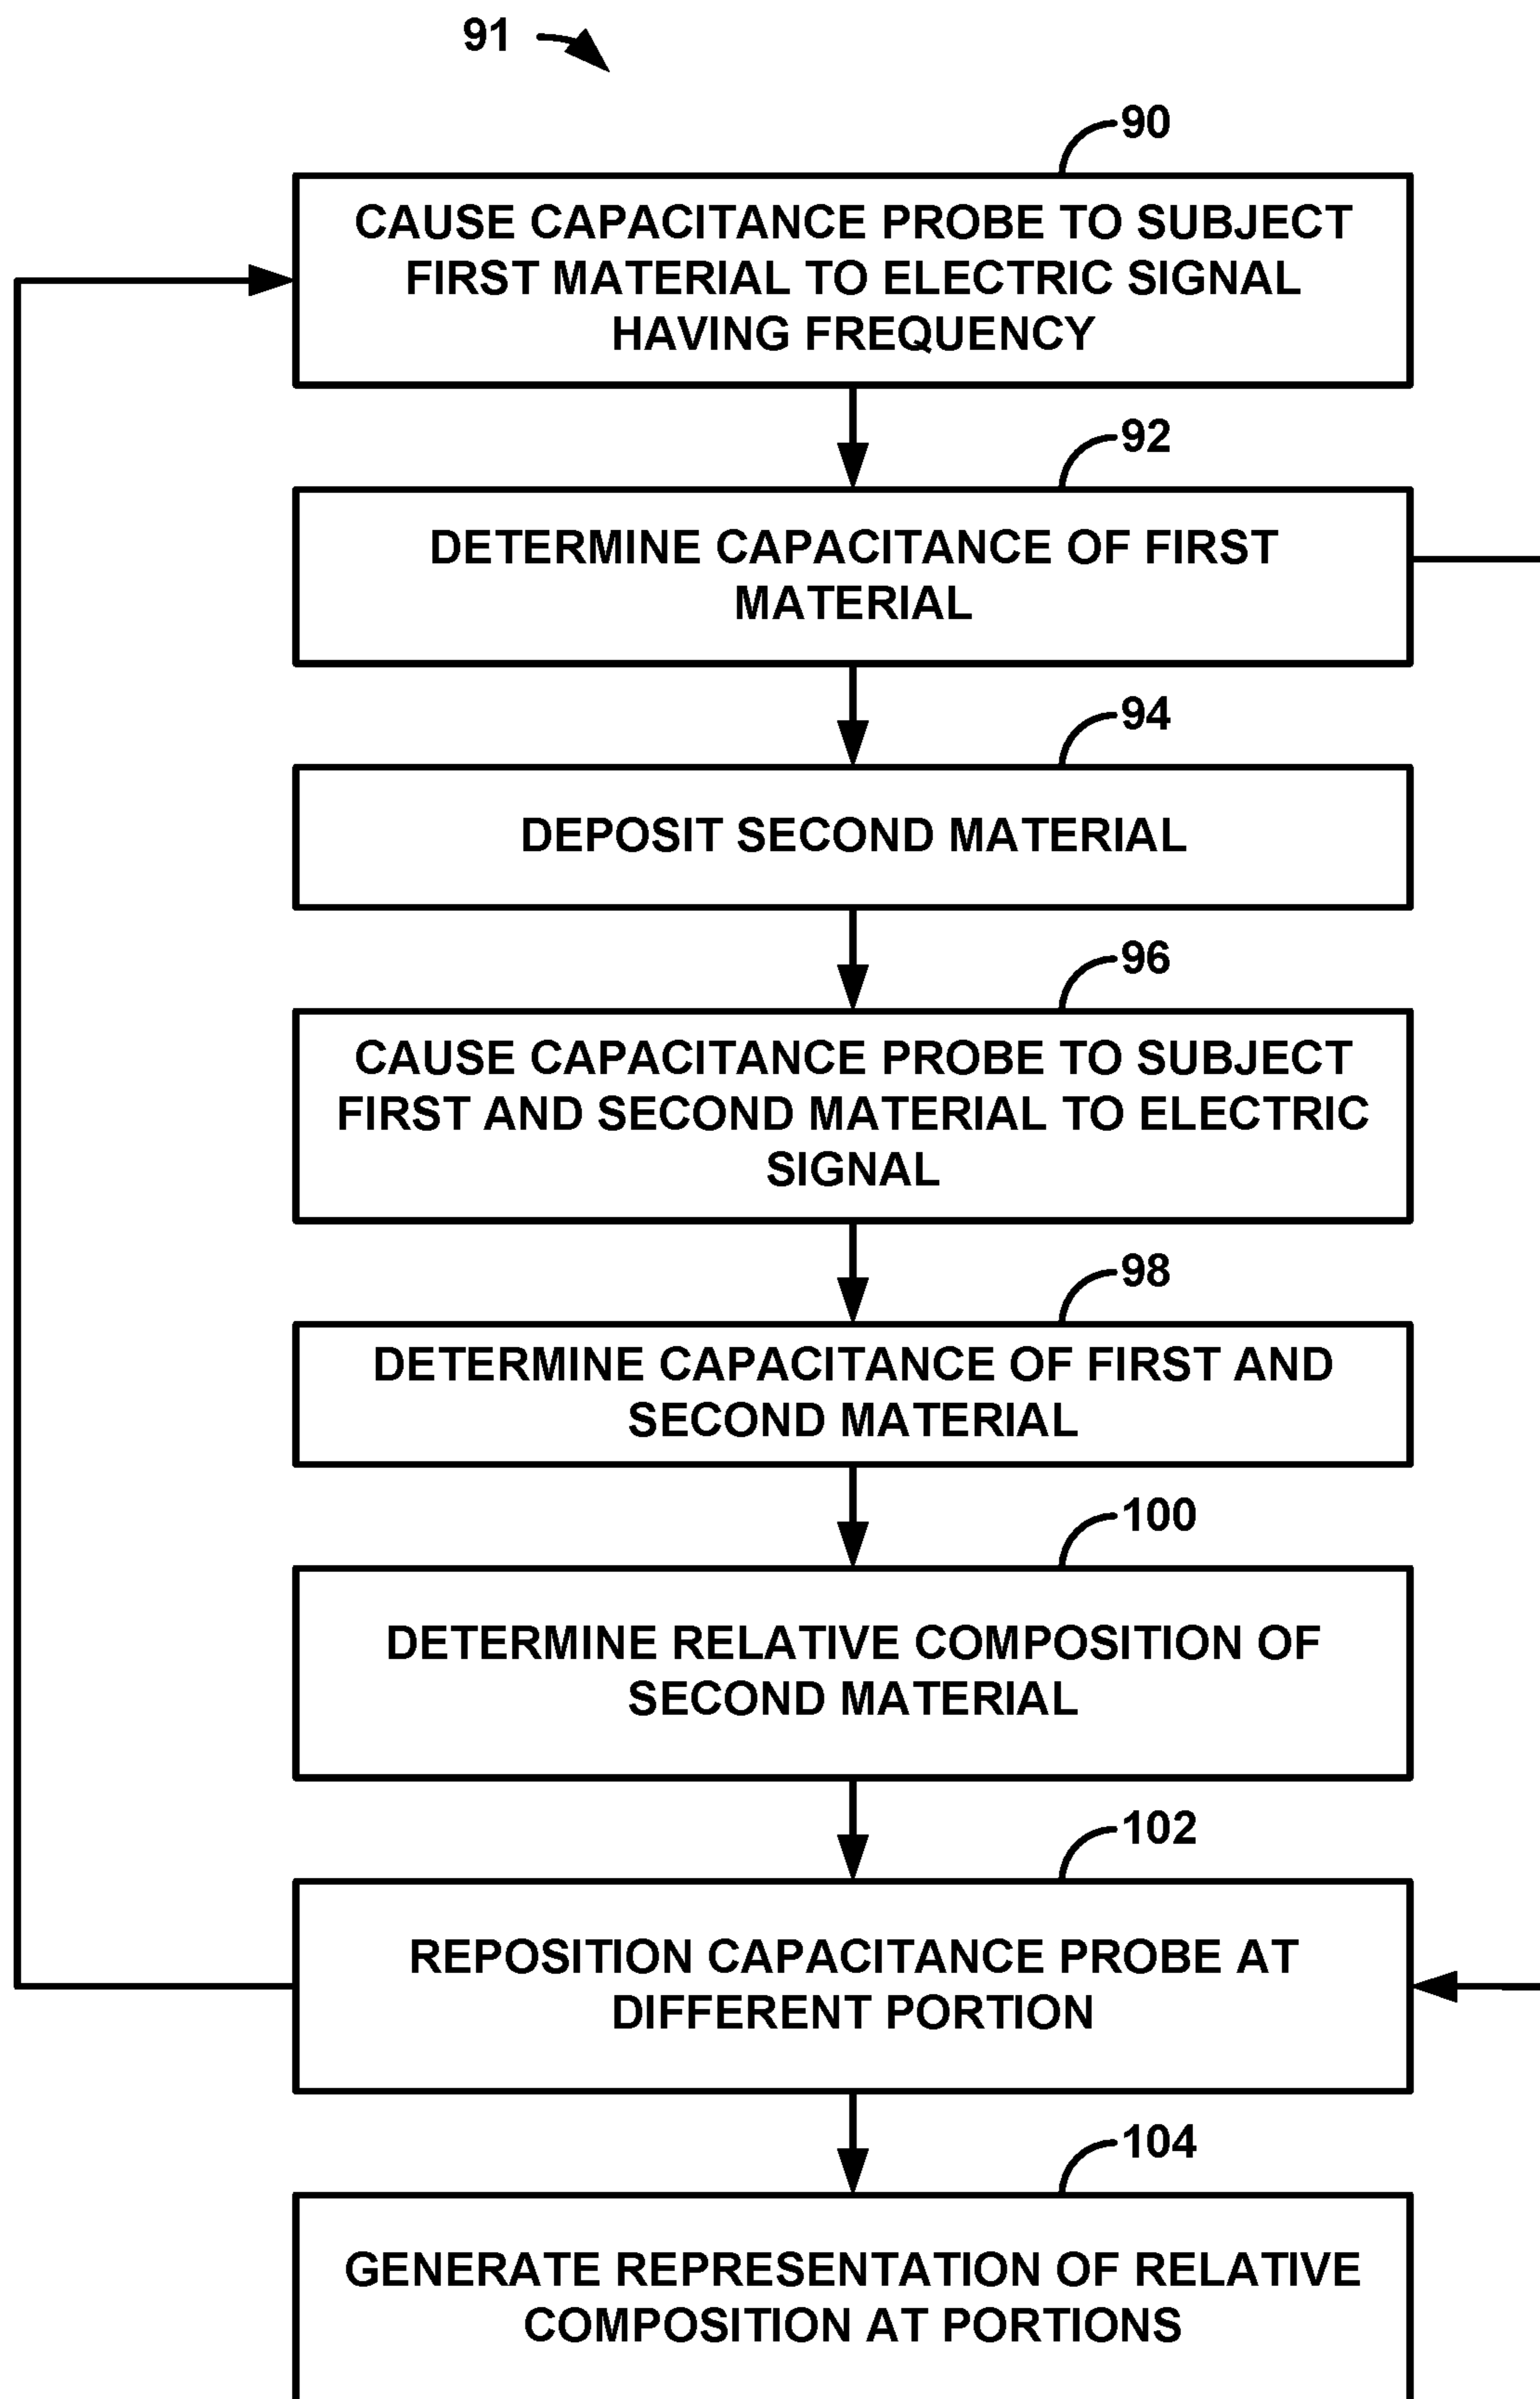 91
90
CAUSE CAPACITANCE PROBE TO SUBJECT
FIRST MATERIAL TO ELECTRIC SIGNAL
HAVING FREQUENCY
92
DETERMINE CAPACITANCE OF FIRST
MATERIAL
94
DEPOSIT SECOND MATERIAL
96
CAUSE CAPACITANCE PROBE TO SUBJECT
FIRST AND SECOND MATERIAL TO ELECTRIC
SIGNAL
98
DETERMINE CAPACITANCE OF FIRST AND
SECOND MATERIAL
100
DETERMINE RELATIVE COMPOSITION OF
SECOND MATERIAL
102
REPOSITION CAPACITANCE PROBE AT
DIFFERENT PORTION
104
GENERATE REPRESENTATION OF RELATIVE
COMPOSITION AT PORTIONS